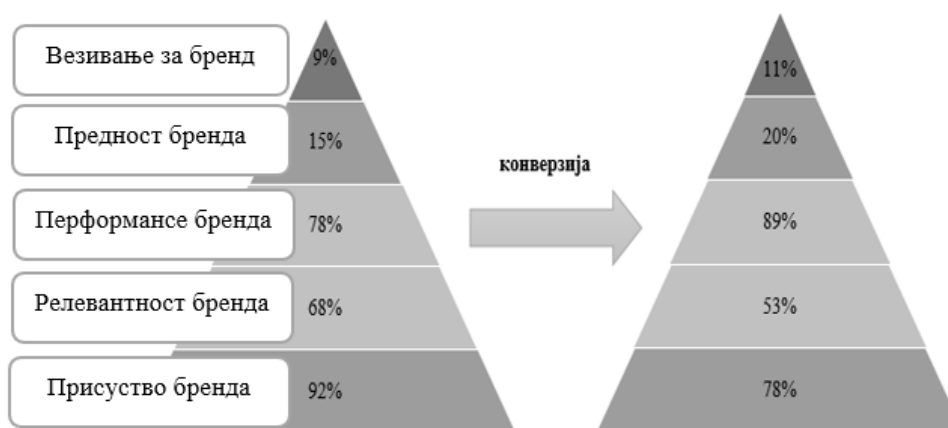 Везивање за бренд
9%
11%
Предност бренда
15%
20%
конверзија
Перформансе бренда
78%
89%
Релевантност бренда
68%
53%
Присуство бренда
92%
78%